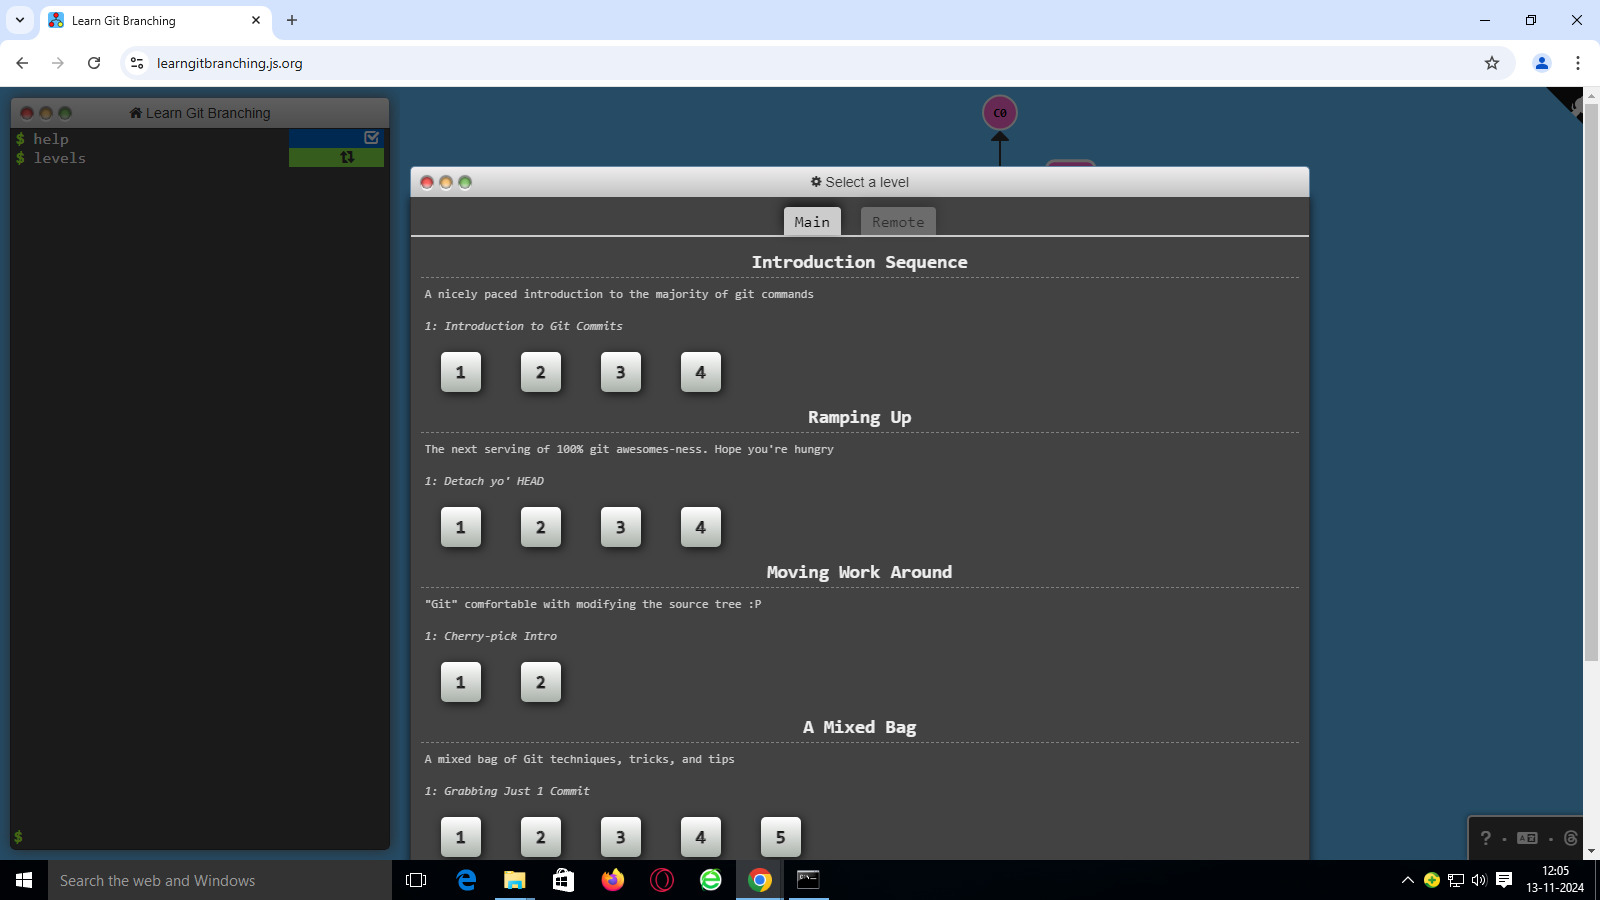 Learn Git Branching
learngitbranching.js.org
Learn Git Branching
$ help
$ levels
$
C0
Select a level
Main
Remote
Introduction Sequence
A nicely paced introduction to the majority of git commands
1: Introduction to Git Commits
1 2 3 4
Ramping Up
The next serving of 100% git awesomes-ness. Hope you're hungry
1: Detach yo' HEAD
1 2 3 4
Moving Work Around
"Git" comfortable with modifying the source tree :P
1: Cherry-pick Intro
1 2
A Mixed Bag
A mixed bag of Git techniques, tricks, and tips
1: Grabbing Just 1 Commit
1 2 3 4 5
?
Search the web and Windows
12:05
13-11-2024